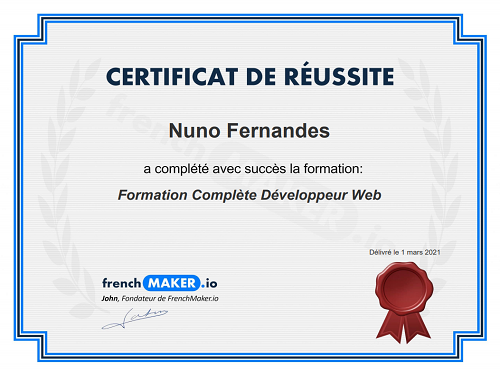 CERTIFICAT DE RÉUSSITE
Nuno Fernandes
a complété avec succès la formation:
Formation Complète Développeur Web
Délivré le 1 mars 2021
frenchMAKER.io
John, Fondateur de FrenchMaker.io